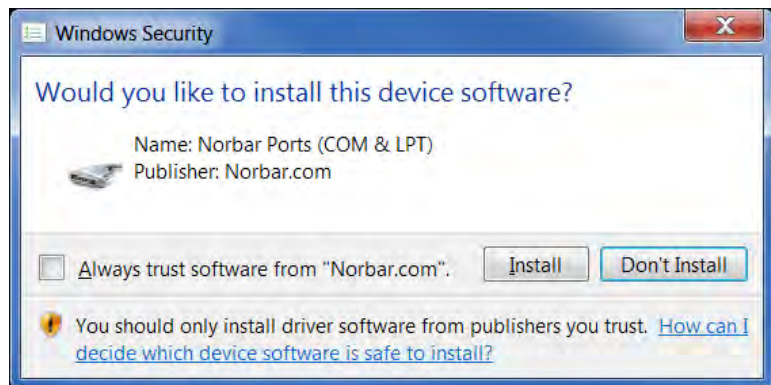 Windows Security
Would you like to install this device software?
Name: Norbar Ports (COM & LPT)
Publisher: Norbar.com
Always trust software from "Norbar.com".
Install
Don't Install
You should only install driver software from publishers you trust. How can I
decide which device software is safe to install?